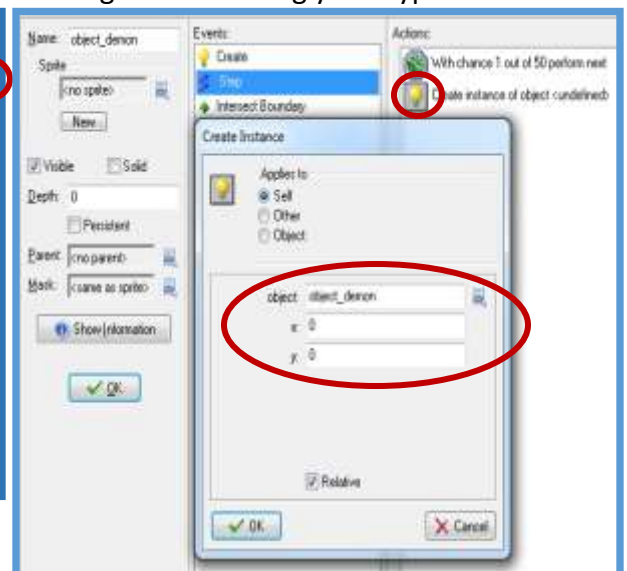 Name: object_demon
Sprite
<no sprite>
New
Visible
Solid
Depth: 0
Persistent
Parent: <no parent>
Mask: <same as sprite>
Show Information
OK
Events:
Create
Step
Intersect Boundary
Actions:
With chance 1 out of 50 perform next
Create instance of object <undefined>
Create Instance
Applies to
Self
Other
Object:
object object_demon
x: 0
y: 0
Relative
OK
Cancel